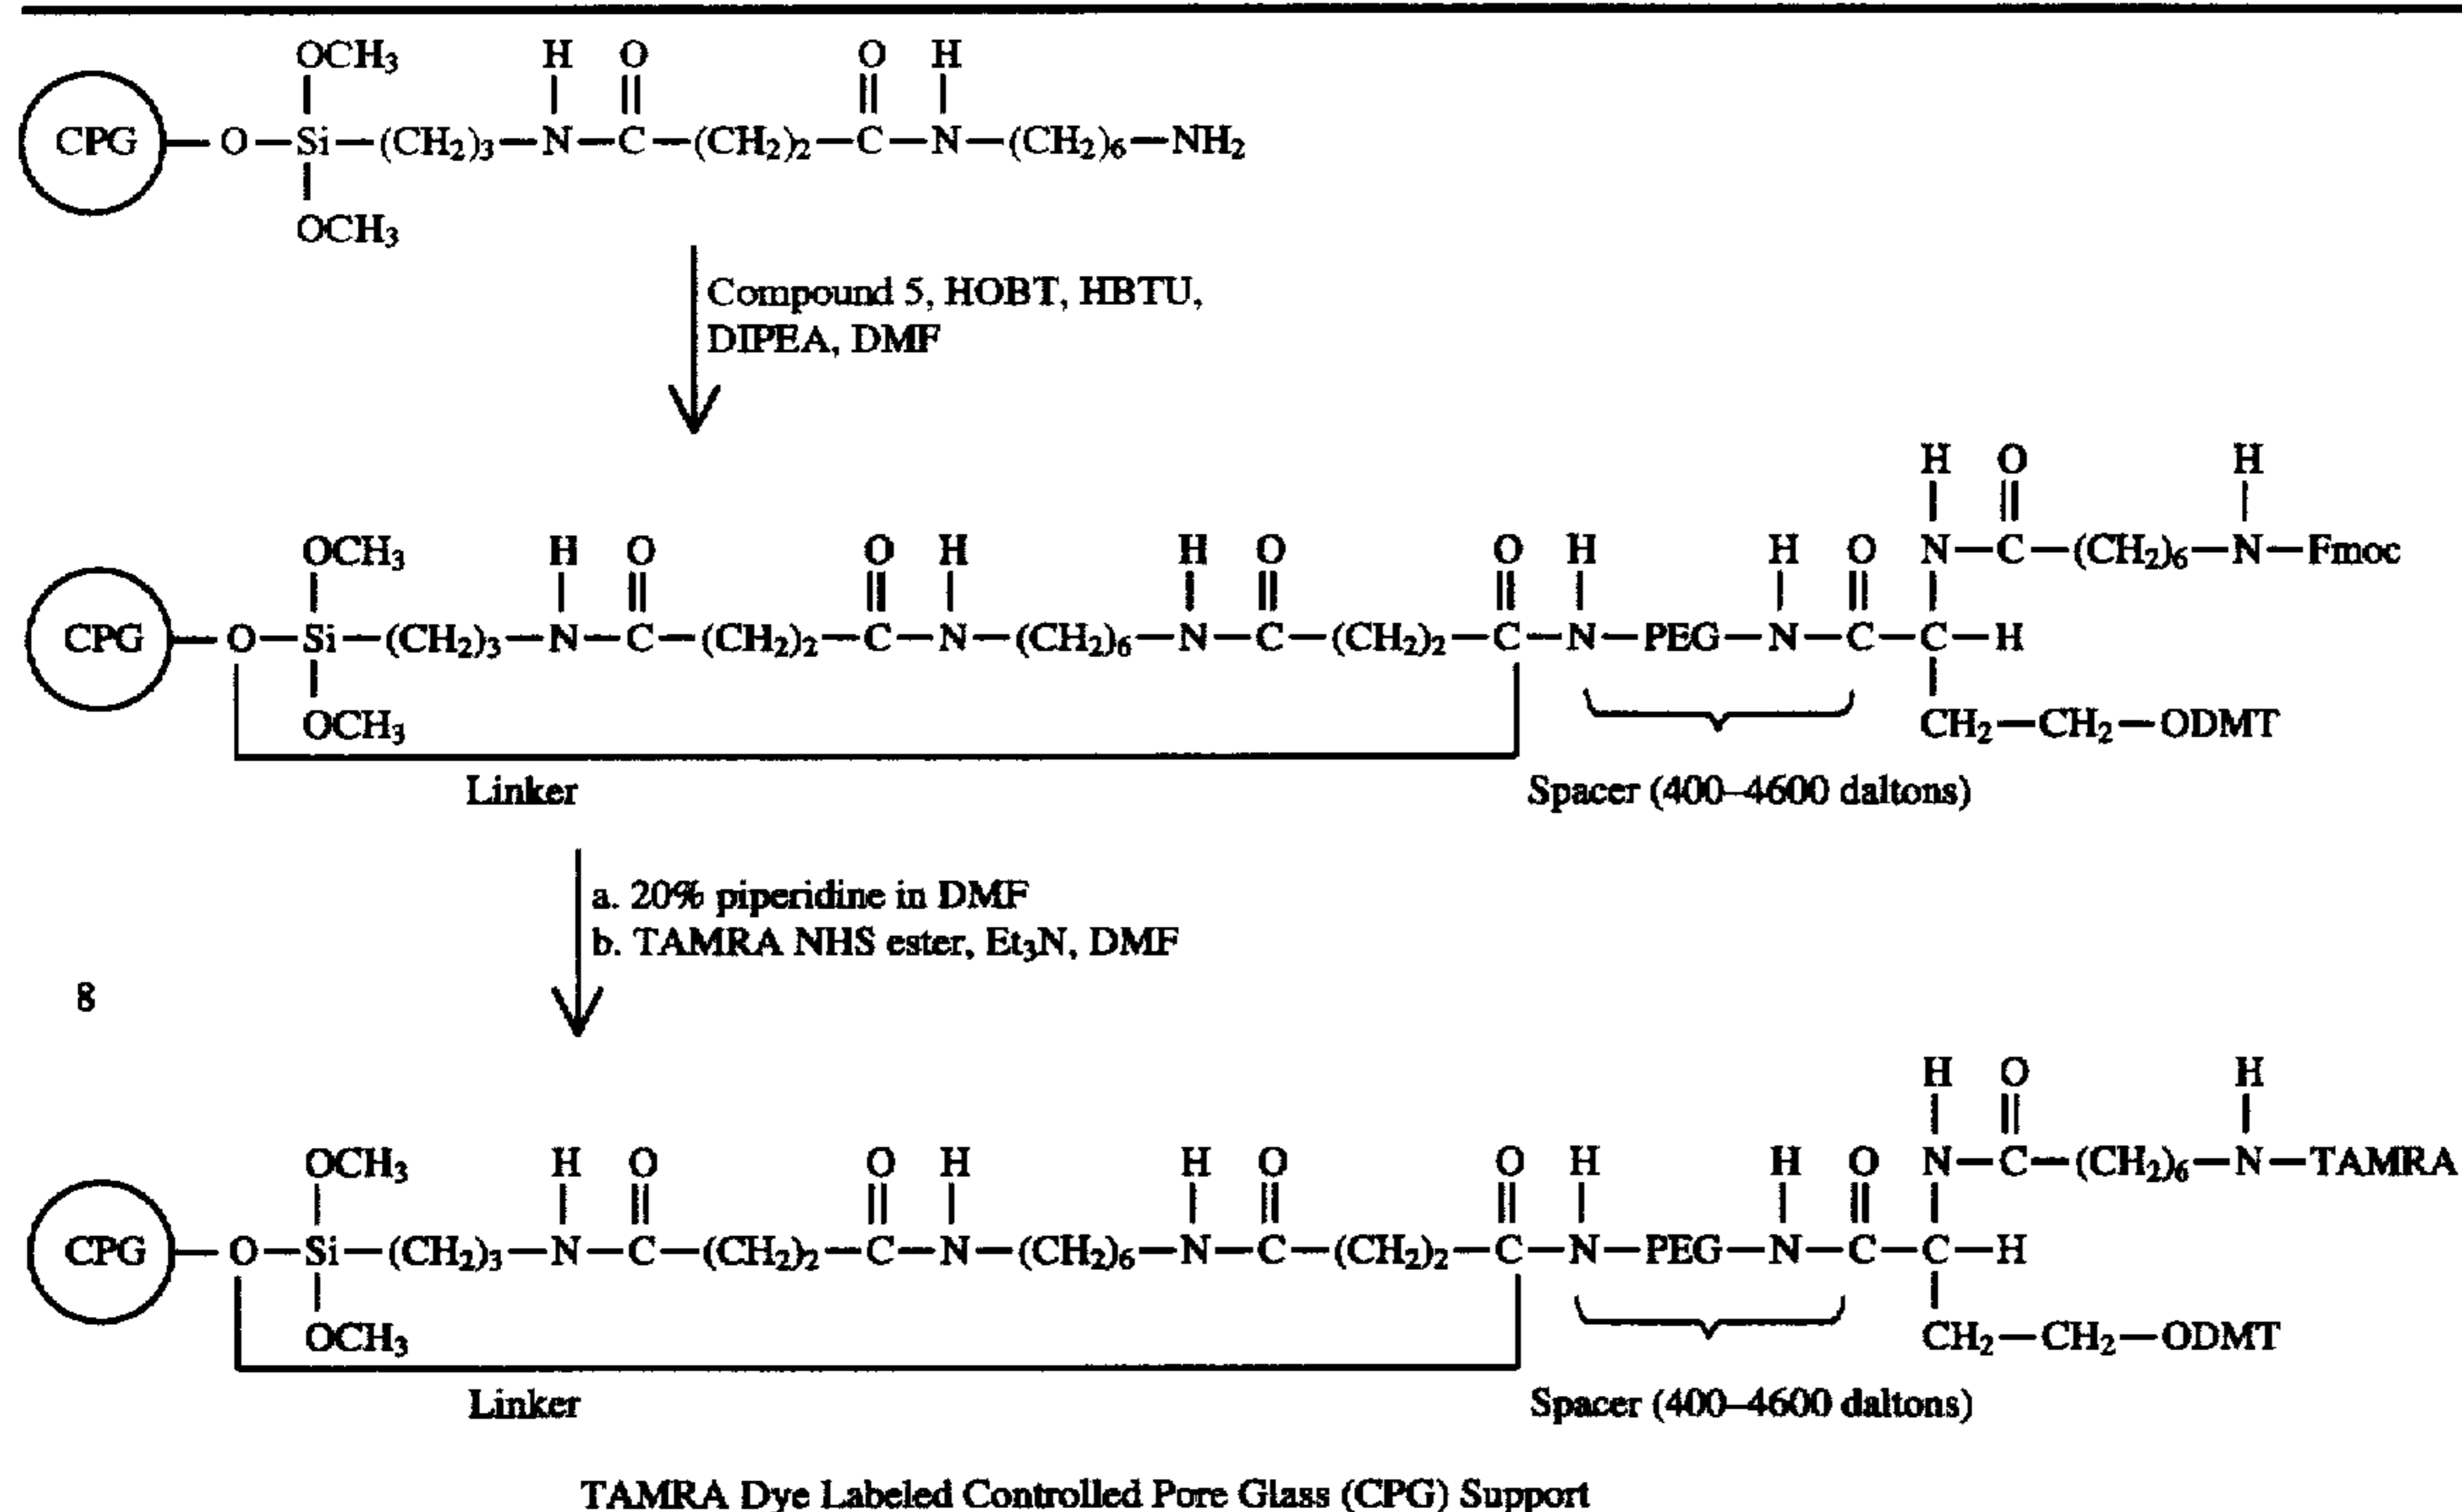 OCH₃ H O O H
CPG—O—Si—(CH₂)₃—N—C—(CH₂)₂—C—N—(CH₂)₆—NH₂
OCH₃
Compound 5, HOBT, HBTU,
DIPEA, DMF
H O H
OCH₃ H O O H H O O H H O N—C—(CH₂)₆—N—Fmoc
CPG—O—Si—(CH₂)₃—N—C—(CH₂)₂—C—N—(CH₂)₆—N—C—(CH₂)₂—C—N—PEG—N—C—C—H
OCH₃ CH₂—CH₂—ODMT
Linker Spacer (400–4600 daltons)
a. 20% piperidine in DMF
b. TAMRA NHS ester, Et₃N, DMF
8
H O H
OCH₃ H O O H H O O H H O N—C—(CH₂)₆—N—TAMRA
CPG—O—Si—(CH₂)₃—N—C—(CH₂)₂—C—N—(CH₂)₆—N—C—(CH₂)₂—C—N—PEG—N—C—C—H
OCH₃ CH₂—CH₂—ODMT
Linker Spacer (400–4600 daltons)
TAMRA Dye Labeled Controlled Pore Glass (CPG) Support